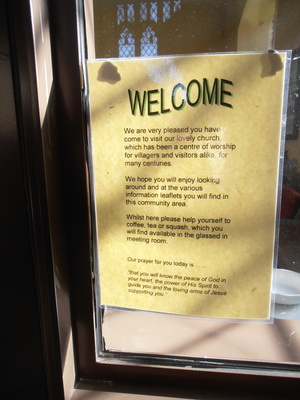 WELCOME
We are very pleased you have
come to visit our lovely church,
which has been a centre of worship
for villagers and visitors alike, for
many centuries.
We hope you will enjoy looking
around and at the various
information leaflets you will find in
this community area.
Whilst here please help yourself to
coffee, tea or squash, which you
will find available in the glassed in
meeting room.
Our prayer for you today is .....
"that you will know the peace of God in
your heart, the power of His Spirit to
guide you and the loving arms of Jesus
supporting you."